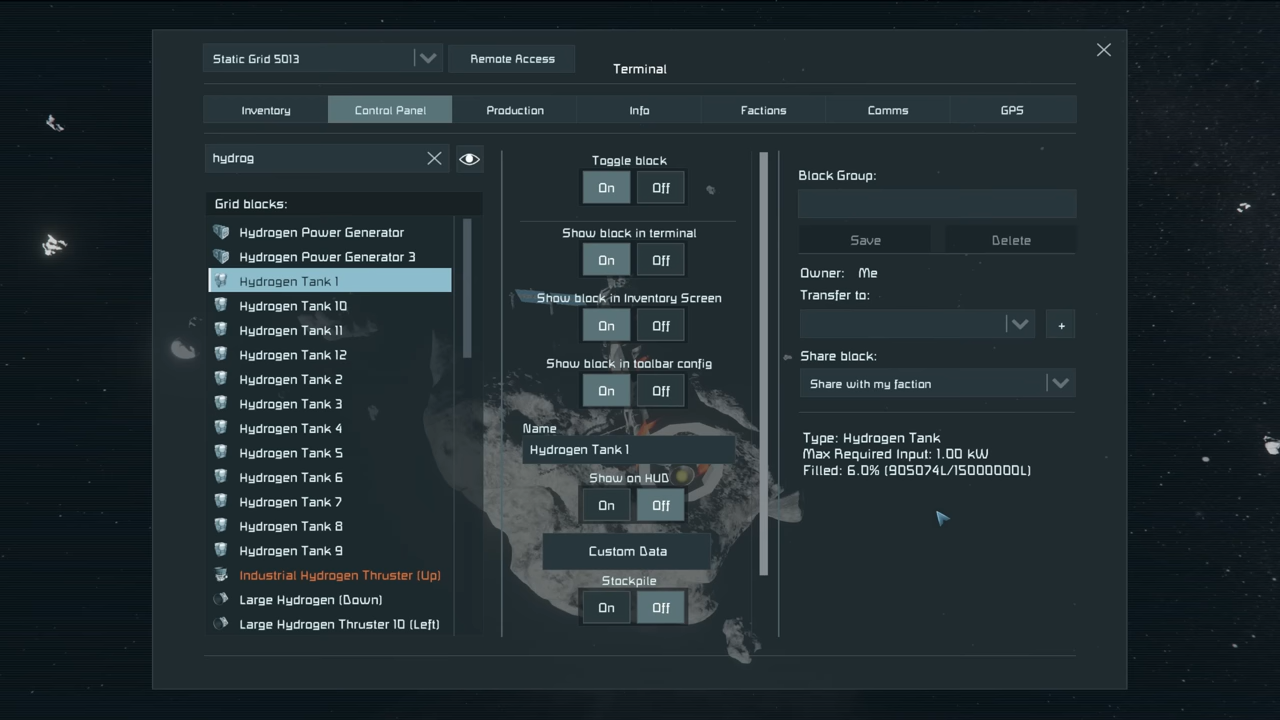 Static Grid 5013
Remote Access
Terminal
Inventory
Control Panel
Production
Info
Factions
Comms
GPS
hydrog
Grid blocks:
Hydrogen Power Generator
Hydrogen Power Generator 3
Hydrogen Tank 1
Hydrogen Tank 10
Hydrogen Tank 11
Hydrogen Tank 12
Hydrogen Tank 2
Hydrogen Tank 3
Hydrogen Tank 4
Hydrogen Tank 5
Hydrogen Tank 6
Hydrogen Tank 7
Hydrogen Tank 8
Hydrogen Tank 9
Industrial Hydrogen Thruster (Up)
Large Hydrogen (Down)
Large Hydrogen Thruster 10 (Left)
Toggle block
On Off
Show block in terminal
On Off
Show block in Inventory Screen
On Off
Show block in toolbar config
On Off
Name
Hydrogen Tank 1
Show on HUD
On Off
Custom Data
Stockpile
On Off
Block Group:
Save
Delete
Owner: Me
Transfer to:
+
Share block:
Share with my faction
Type: Hydrogen Tank
Max Required Input: 1.00 kW
Filled: 6.0% (905074L/15000000L)